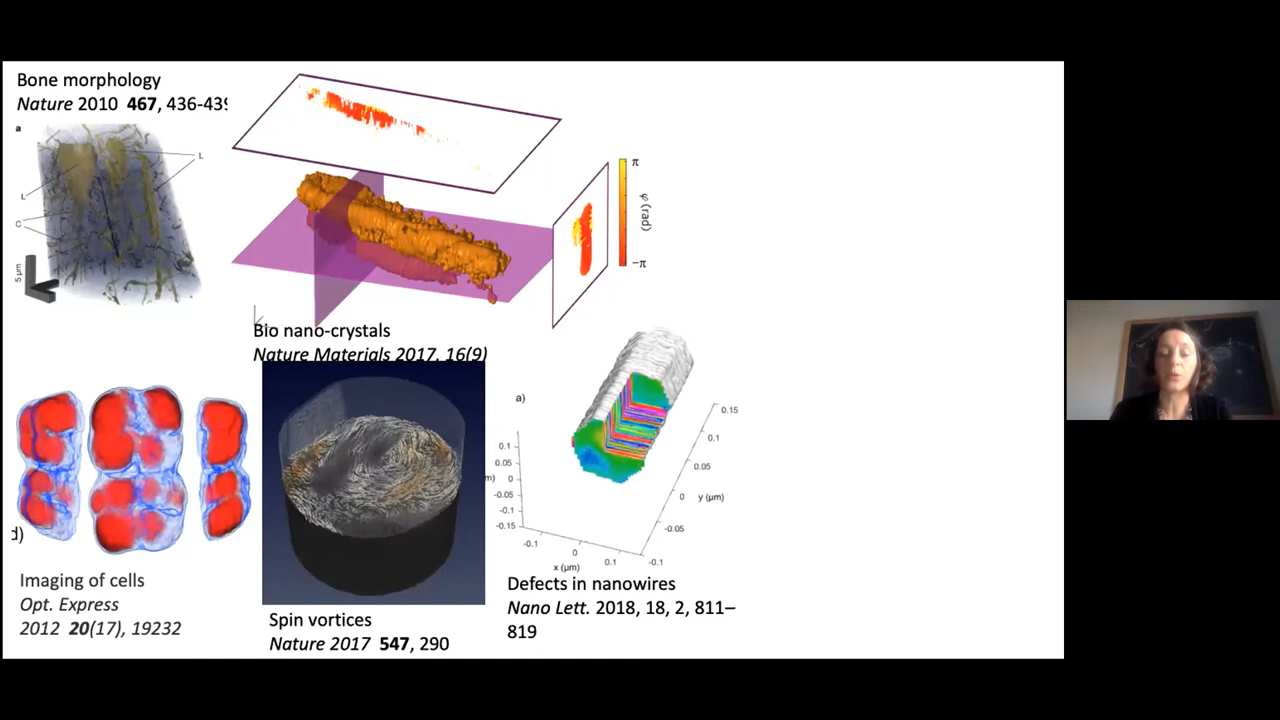 Bone morphology
Nature 2010 467, 436-439
a
L
L
C
5 µm
π
φ (rad)
−π
Bio nano-crystals
Nature Materials 2017, 16(9)
d)
Imaging of cells
Opt. Express
2012 20(17), 19232
Spin vortices
Nature 2017 547, 290
a)
0.1
0.05
0
-0.05
-0.1
-0.15
m)
-0.1
0
0.1
x (µm)
0.15
0.1
0.05
0
y (µm)
-0.05
-0.1
Defects in nanowires
Nano Lett. 2018, 18, 2, 811–
819